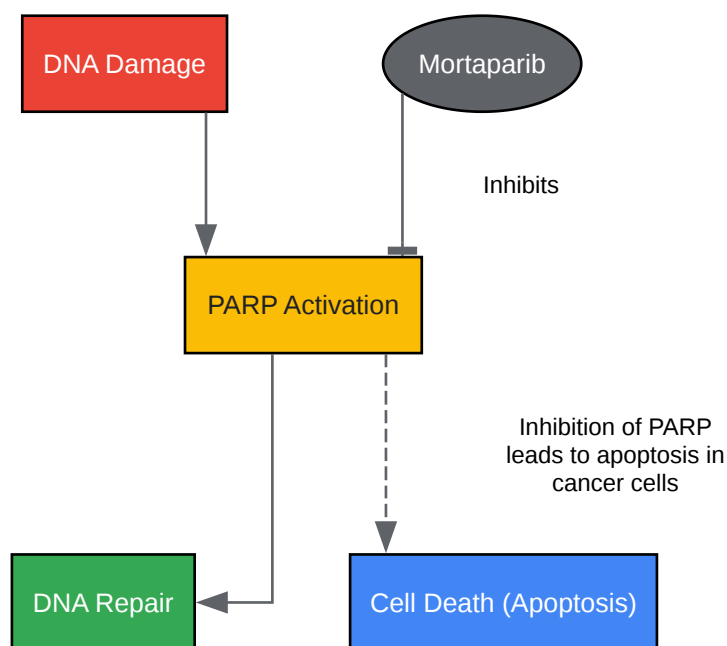 DNA Damage
Mortaparib
Inhibits
PARP Activation
Inhibition of PARP
leads to apoptosis in
cancer cells
DNA Repair
Cell Death (Apoptosis)